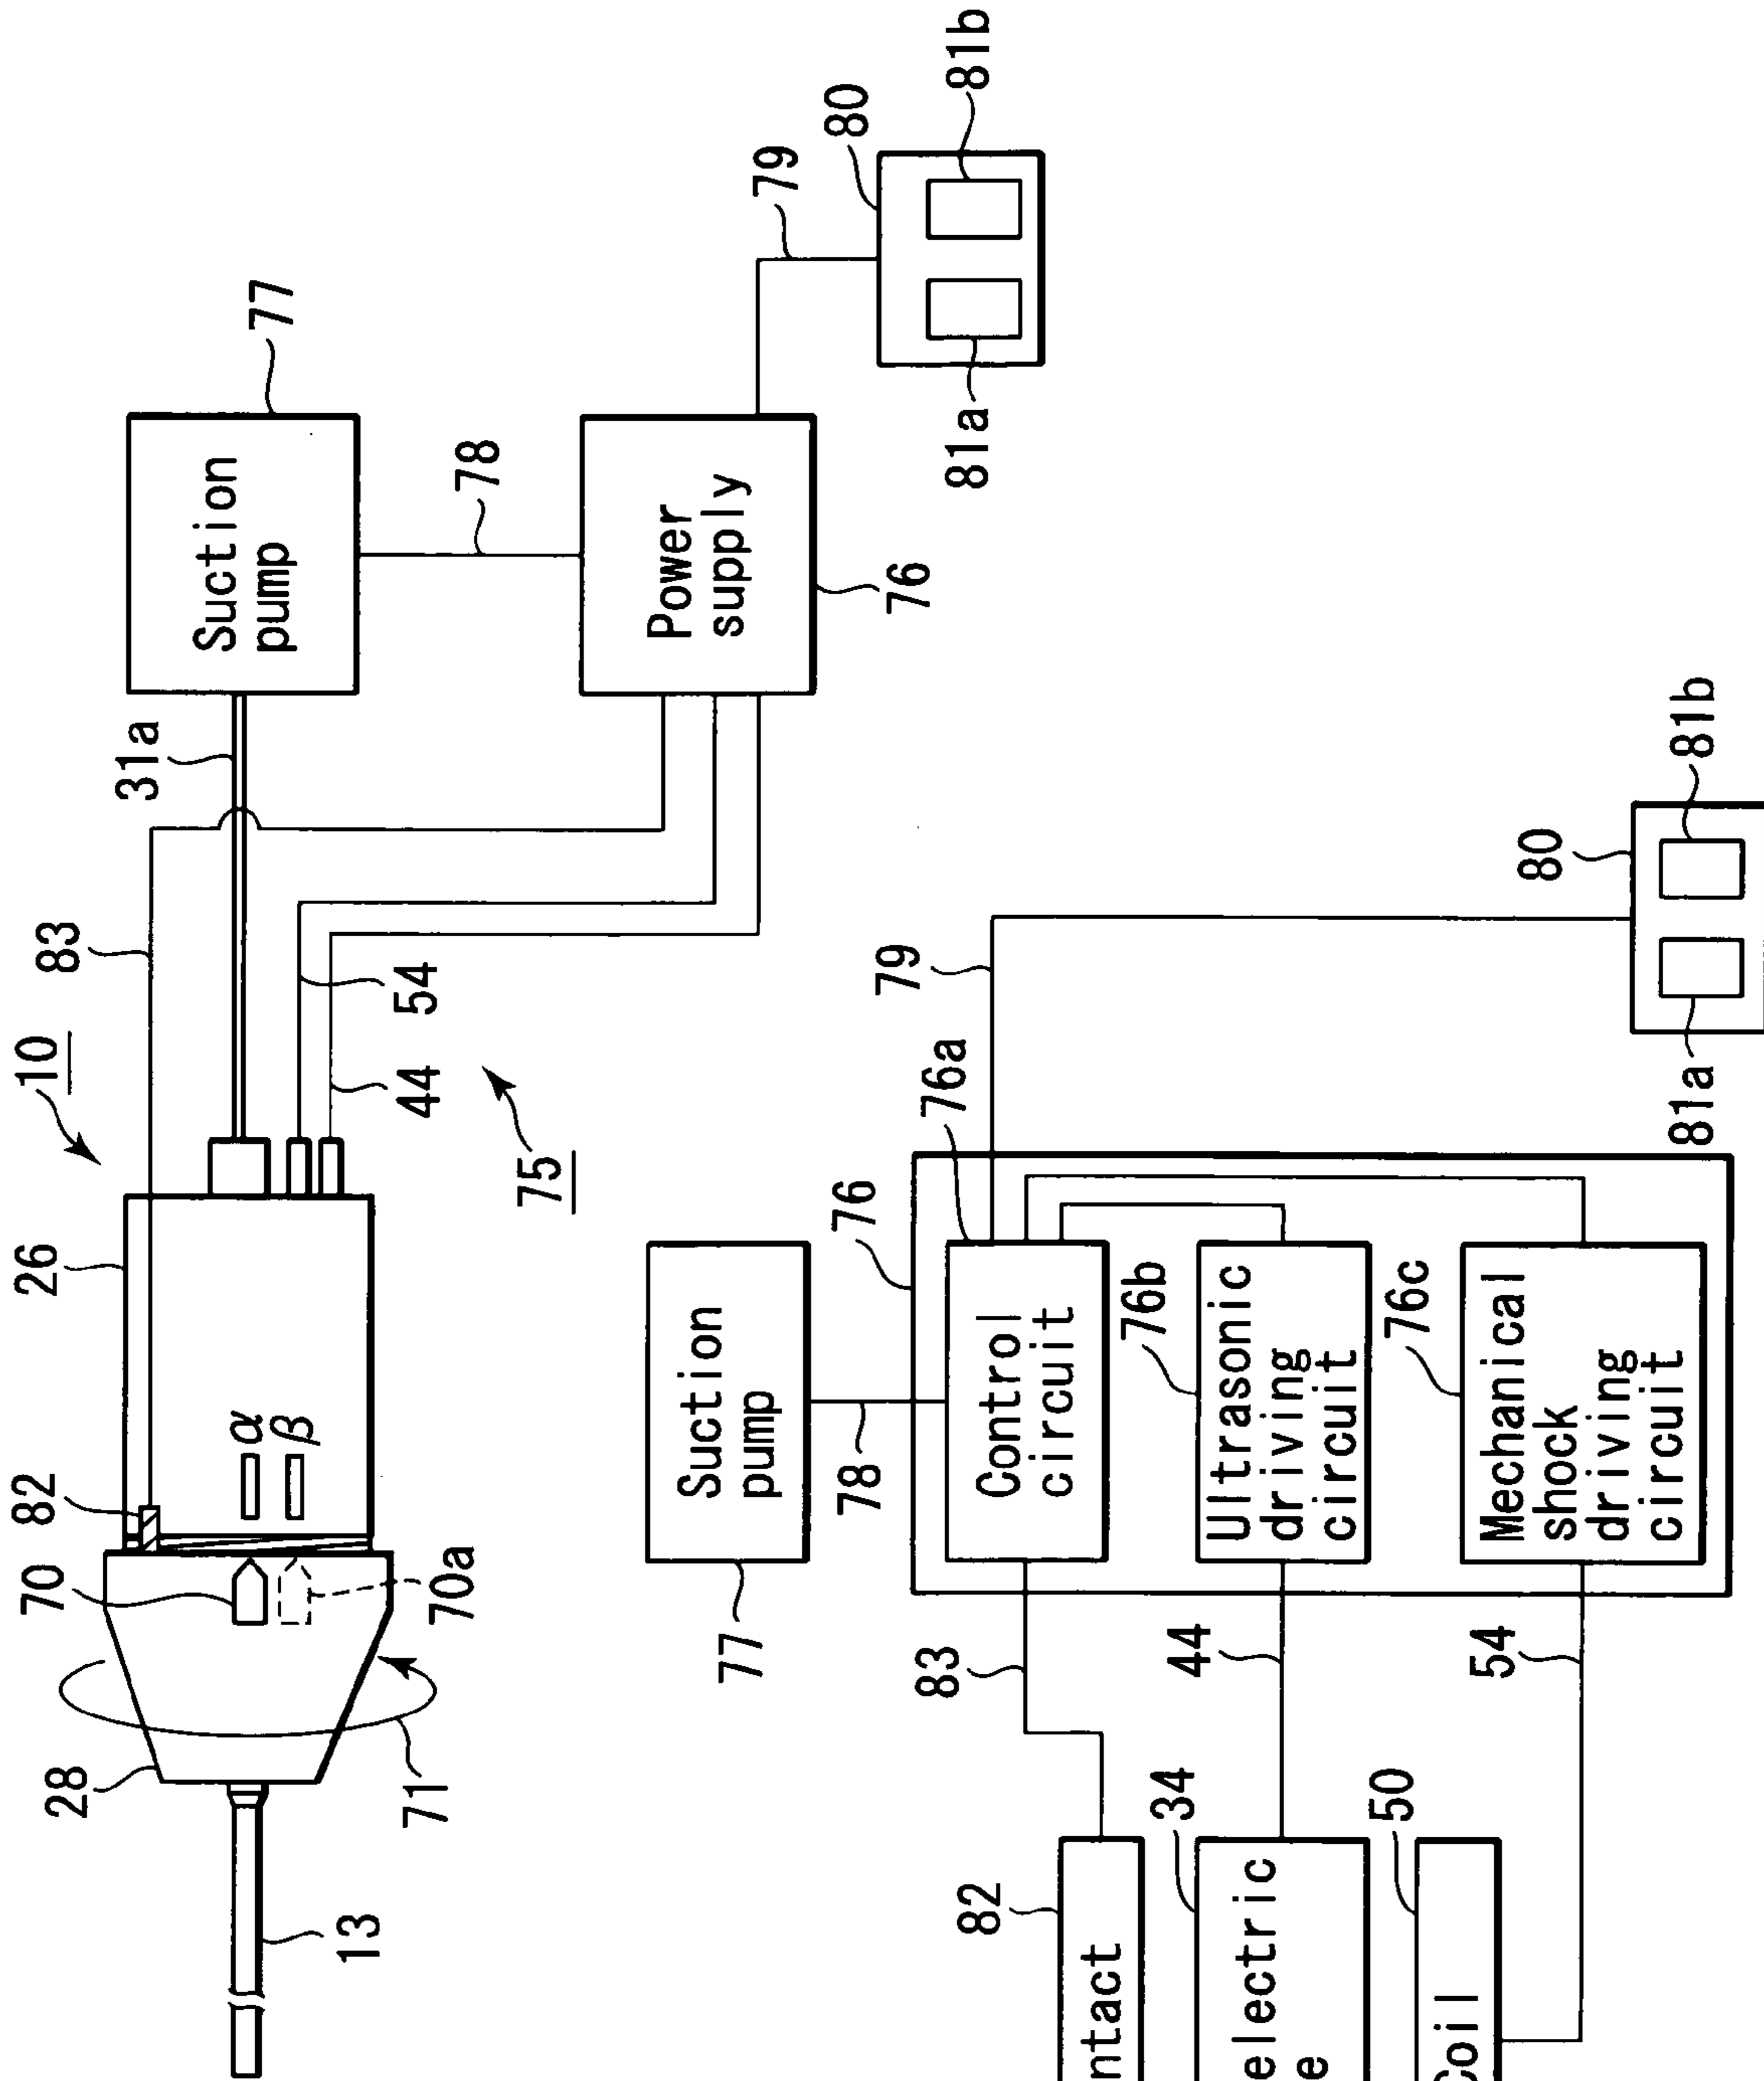 10
83
26
82
70
28
13
71
70a
α
β
44
54
75
31a
77
Suction
pump
78
Power
supply
76
79
80
81a
81b
77
Suction
pump
78
76
76a
79
80
81a
81b
Control
circuit
76b
Ultrasonic
driving
circuit
76c
Mechanical
shock
driving
circuit
83
44
54
82
ntact
34
electric
e
50
Coil